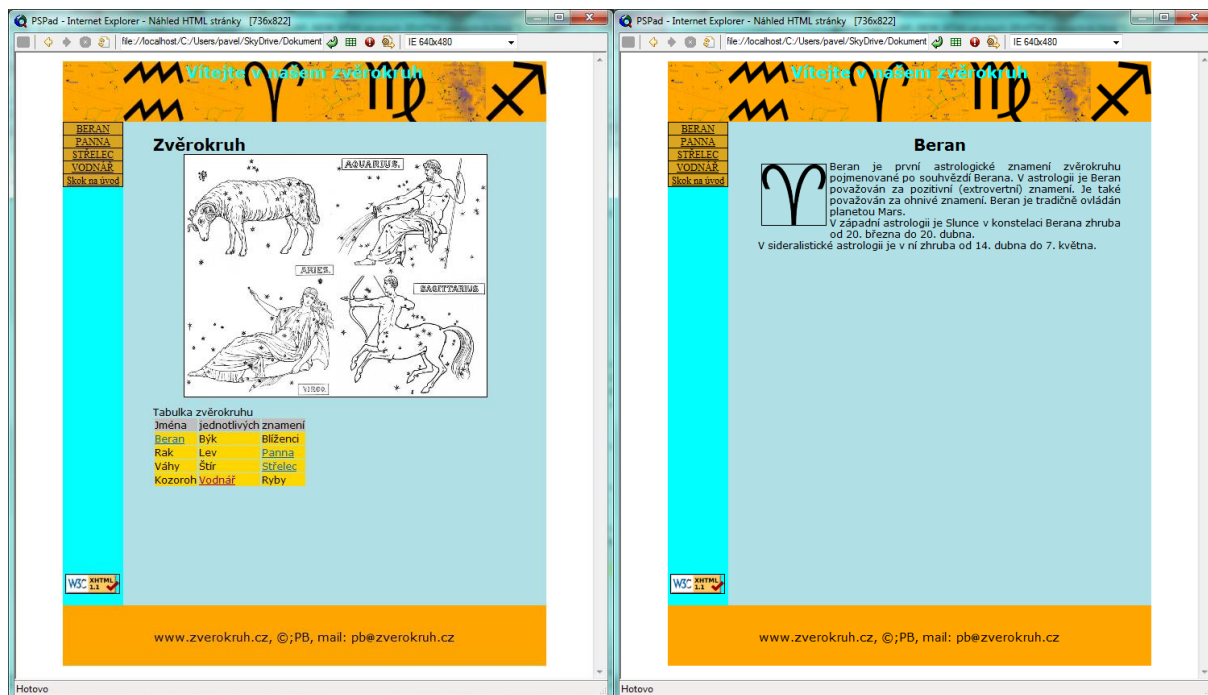 PSPad - Internet Explorer - Náhled HTML stránky [736x822]
file://localhost/C:/Users/pavel/SkyDrive/Dokument
IE 640x480
Vítejte v našem zvěrokruh
BERAN
PANNA
STŘELEC
VODNÁŘ
Skok na úvod
Zvěrokruh
AQUARIUS.
ARIES.
SAGITTARIUS
VIRGO.
Tabulka zvěrokruhu
Jména jednotlivých znamení
Beran Býk Blíženci
Rak Lev Panna
Váhy Štír Střelec
Kozoroh Vodnář Ryby
W3C XHTML 1.1
www.zverokruh.cz, ©;PB, mail: pb@zverokruh.cz
Hotovo
PSPad - Internet Explorer - Náhled HTML stránky [736x822]
file://localhost/C:/Users/pavel/SkyDrive/Dokument
IE 640x480
Vítejte v našem zvěrokruh
BERAN
PANNA
STŘELEC
VODNÁŘ
Skok na úvod
Beran
Beran je první astrologické znamení zvěrokruhu
pojmenované po souhvězdí Berana. V astrologii je Beran
považován za pozitivní (extrovertní) znamení. Je také
považován za ohnivé znamení. Beran je tradičně ovládán
planetou Mars.
V západní astrologii je Slunce v konstelaci Berana zhruba
od 20. března do 20. dubna.
V sideralistické astrologii je v ní zhruba od 14. dubna do 7. května.
W3C XHTML 1.1
www.zverokruh.cz, ©;PB, mail: pb@zverokruh.cz
Hotovo